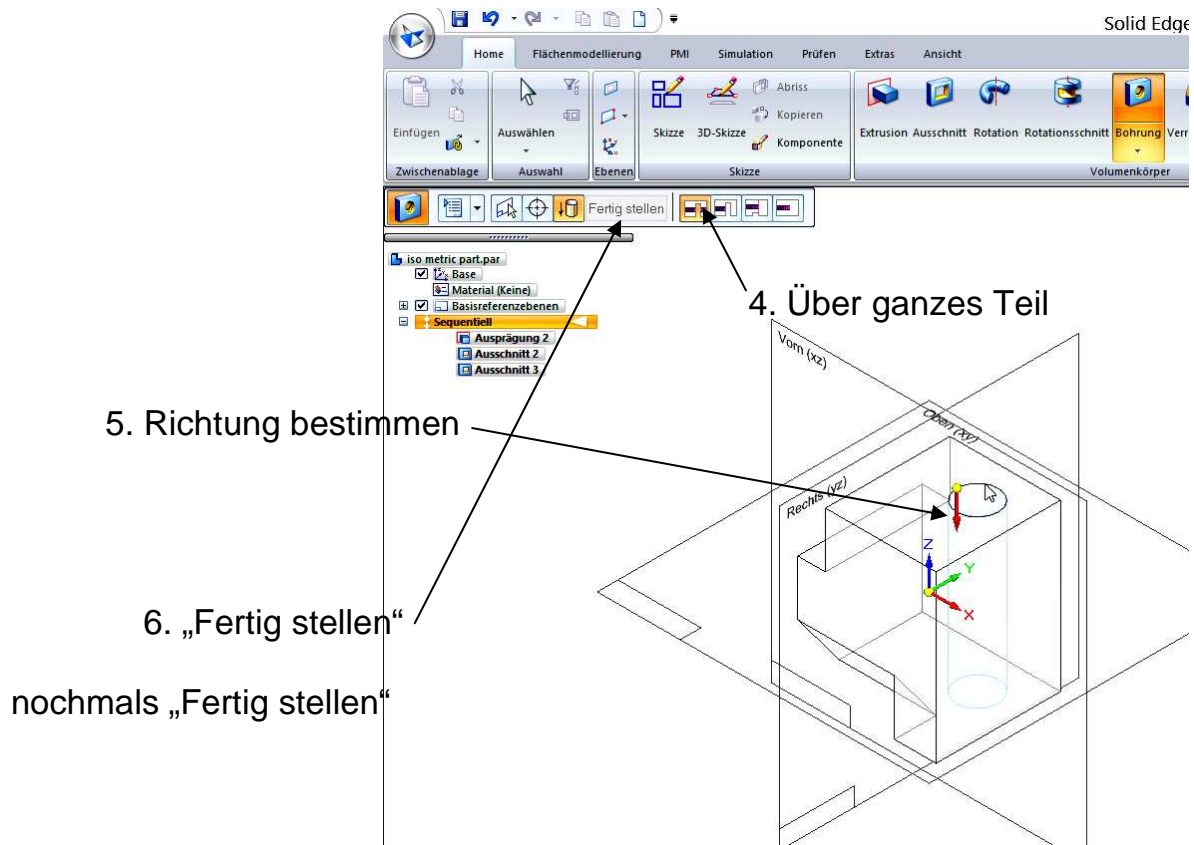 Solid Edge
Home Flächenmodellierung PMI Simulation Prüfen Extras Ansicht
Abriss
Kopieren
Einfügen Auswählen Skizze 3D-Skizze Komponente Extrusion Ausschnitt Rotation Rotationsschnitt Bohrung Verr
Zwischenablage Auswahl Ebenen Skizze Volumenkörper
Fertig stellen
iso metric part.par
Base
Material (Keine)
Basisreferenzebenen
Sequentiell
Ausprägung 2
Ausschnitt 2
Ausschnitt 3
4. Über ganzes Teil
Vorn (xz)
Oben (xy)
5. Richtung bestimmen
Rechts (yz)
Z
Y
X
6. „Fertig stellen“
nochmals „Fertig stellen“